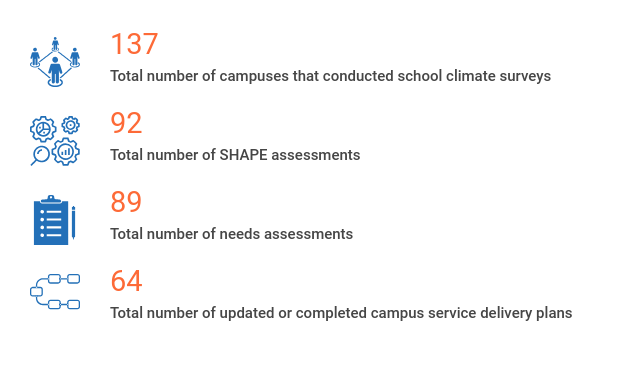 137
Total number of campuses that conducted school climate surveys
92
Total number of SHAPE assessments
89
Total number of needs assessments
64
Total number of updated or completed campus service delivery plans